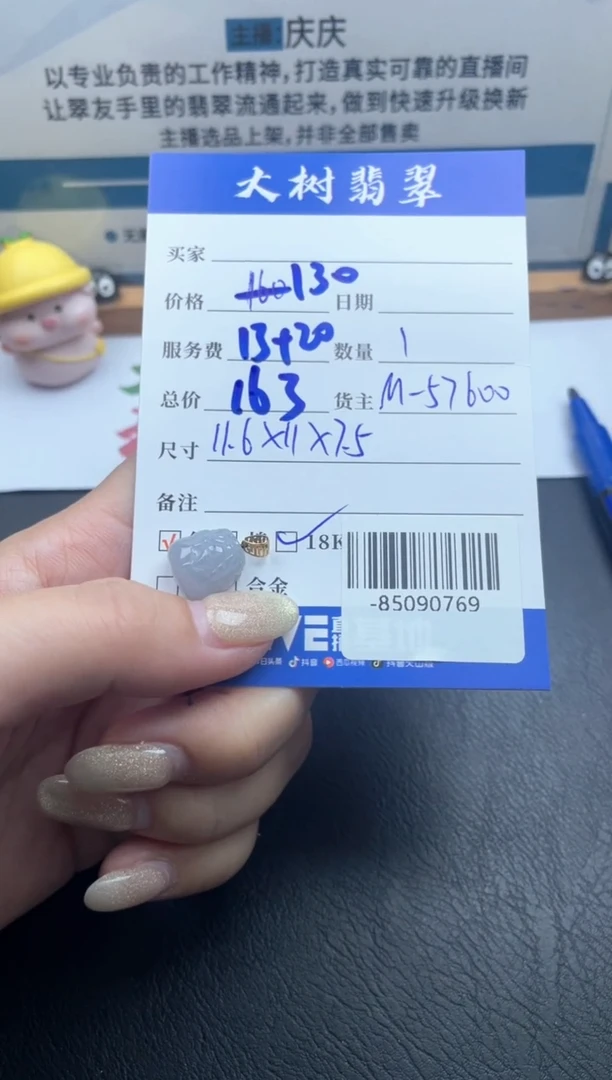 主播：庆庆
以专业负责的工作精神，打造真实可靠的直播间
让翠友手里的翡翠流通起来，做到快速升级换新
主播选品上架，并非全部售卖
大树翡翠
买家
价格 160 130 日期
服务费 13+20 数量 1
总价 163 货主 M-57600
尺寸 11.6×11×7.5
备注
18K
合金
-85090769